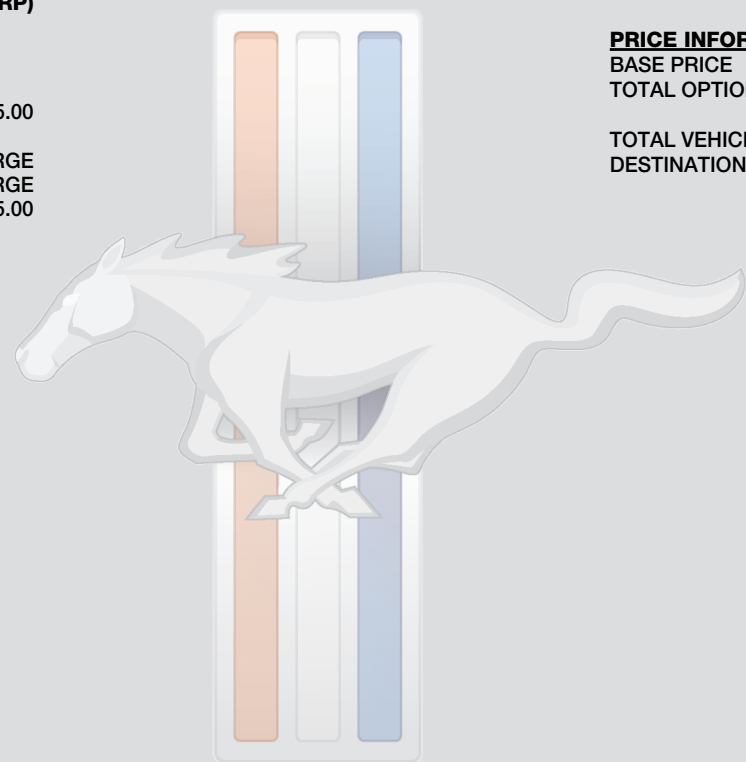 RP)
5.00
RGE
RGE
5.00
PRICE INFOR
BASE PRICE
TOTAL OPTIO
TOTAL VEHICL
DESTINATION